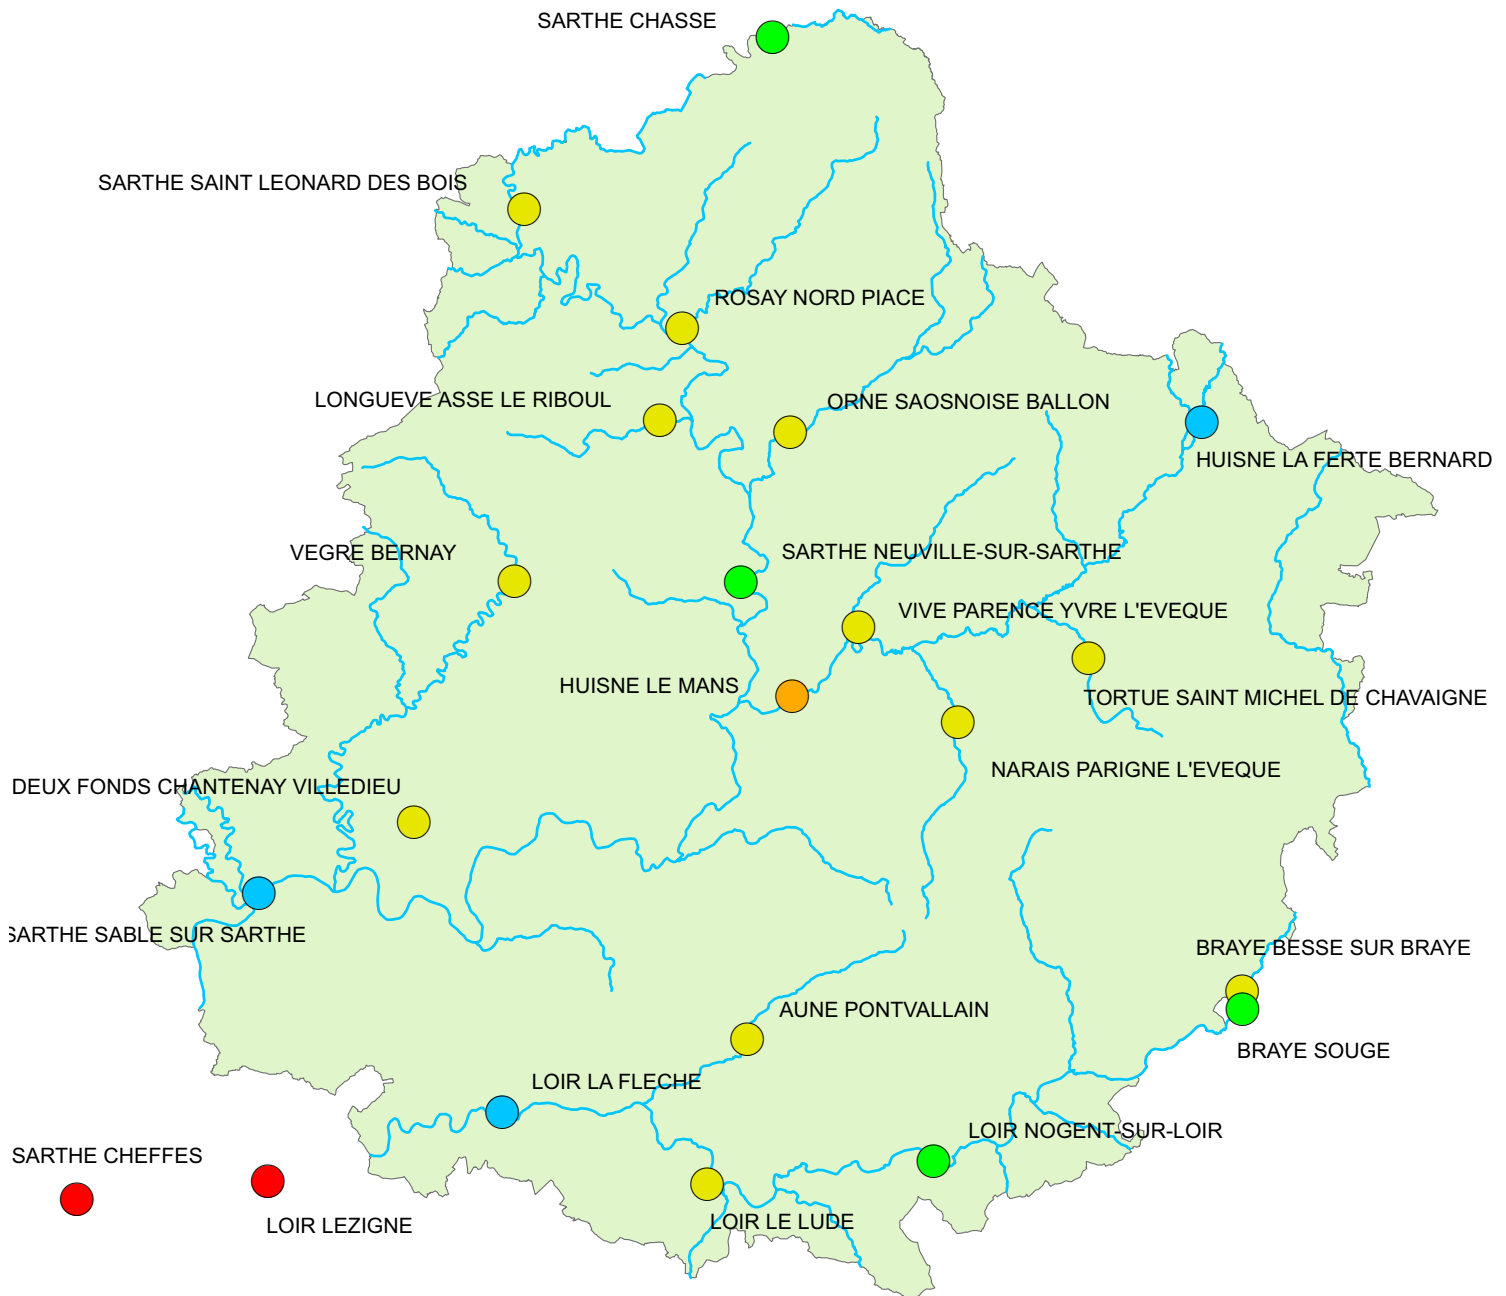 SARTHE CHASSE
SARTHE SAINT LEONARD DES BOIS
ROSAY NORD PIACE
LONGUEVE ASSE LE RIBOUL
ORNE SAOSNOISE BALLON
HUISNE LA FERTE BERNARD
VEGRE BERNAY
SARTHE NEUVILLE-SUR-SARTHE
VIVE PARENCE YVRE L'EVEQUE
HUISNE LE MANS
TORTUE SAINT MICHEL DE CHAVAIGNE
NARAIS PARIGNE L'EVEQUE
DEUX FONDS CHANTENAY VILLEDIEU
SARTHE SABLE SUR SARTHE
BRAYE BESSE SUR BRAYE
AUNE PONTVALLAIN
BRAYE SOUGE
LOIR LA FLECHE
LOIR NOGENT-SUR-LOIR
SARTHE CHEFFES
LOIR LEZIGNE
LOIR LE LUDE